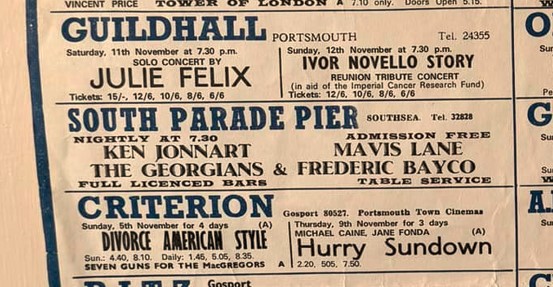 VINCENT PRICE TOWER OF LONDON A 7.10 only. Doors Open 5.15.
GUILDHALL PORTSMOUTH Tel. 24355
Saturday, 11th November at 7.30 p.m.
SOLO CONCERT BY
JULIE FELIX
Tickets: 15/-, 12/6, 10/6, 8/6, 6/6
Sunday, 12th November at 7.30 p.m.
IVOR NOVELLO STORY
REUNION TRIBUTE CONCERT
(in aid of the Imperial Cancer Research Fund)
Tickets: 12/6, 10/6, 8/6, 6/6
SOUTH PARADE PIER SOUTHSEA. Tel. 32828
NIGHTLY AT 7.30 ADMISSION FREE
KEN JONNART MAVIS LANE
THE GEORGIANS & FREDERIC BAYCO
FULL LICENCED BARS TABLE SERVICE
CRITERION Gosport 80527. Portsmouth Town Cinemas
Sunday, 5th November for 4 days (A)
DIVORCE AMERICAN STYLE
Sun.: 4.40, 8.10. Daily: 1.45, 5.05, 8.35.
SEVEN GUNS FOR THE MacGREGORS A
Thursday, 9th November for 3 days
MICHAEL CAINE, JANE FONDA (A)
Hurry Sundown
2.20, 505, 7.50.
RITZ Gosport